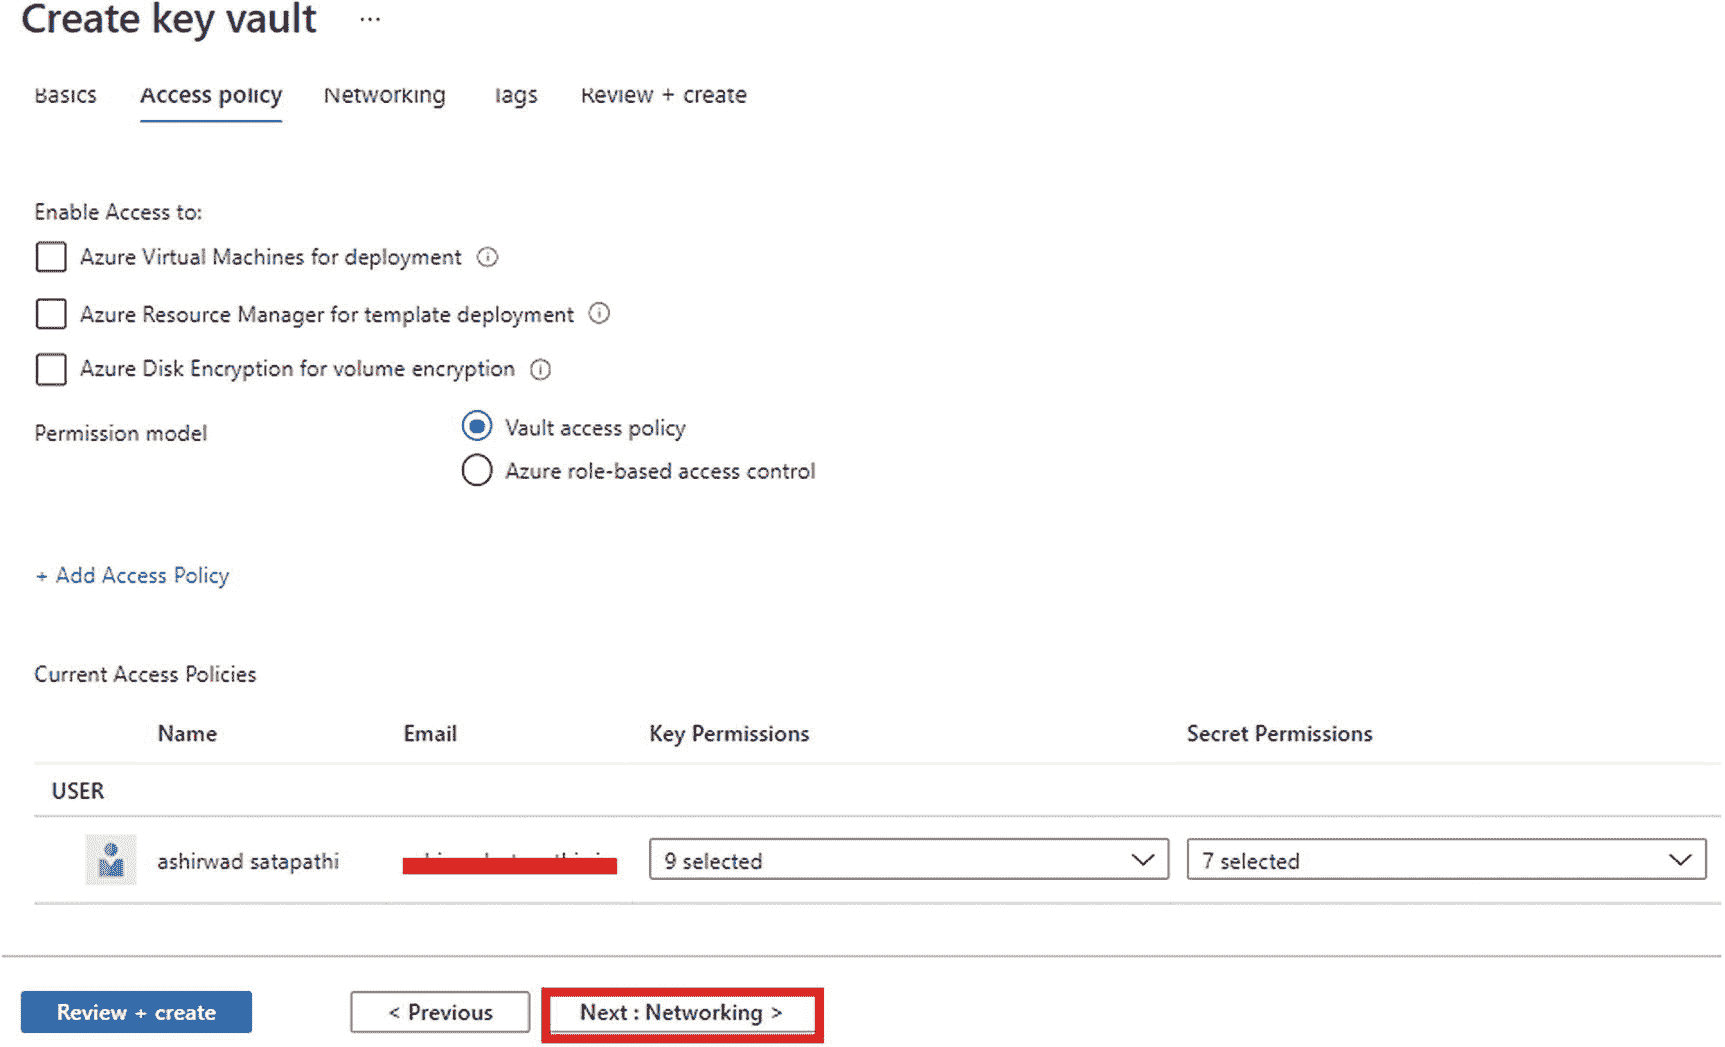 Create key vault ...
Basics Access policy Networking Tags Review + create
Enable Access to:
Azure Virtual Machines for deployment
Azure Resource Manager for template deployment
Azure Disk Encryption for volume encryption
Permission model
Vault access policy
Azure role-based access control
+ Add Access Policy
Current Access Policies
Name Email Key Permissions Secret Permissions
USER
ashirwad satapathi 9 selected 7 selected
Review + create < Previous Next : Networking >